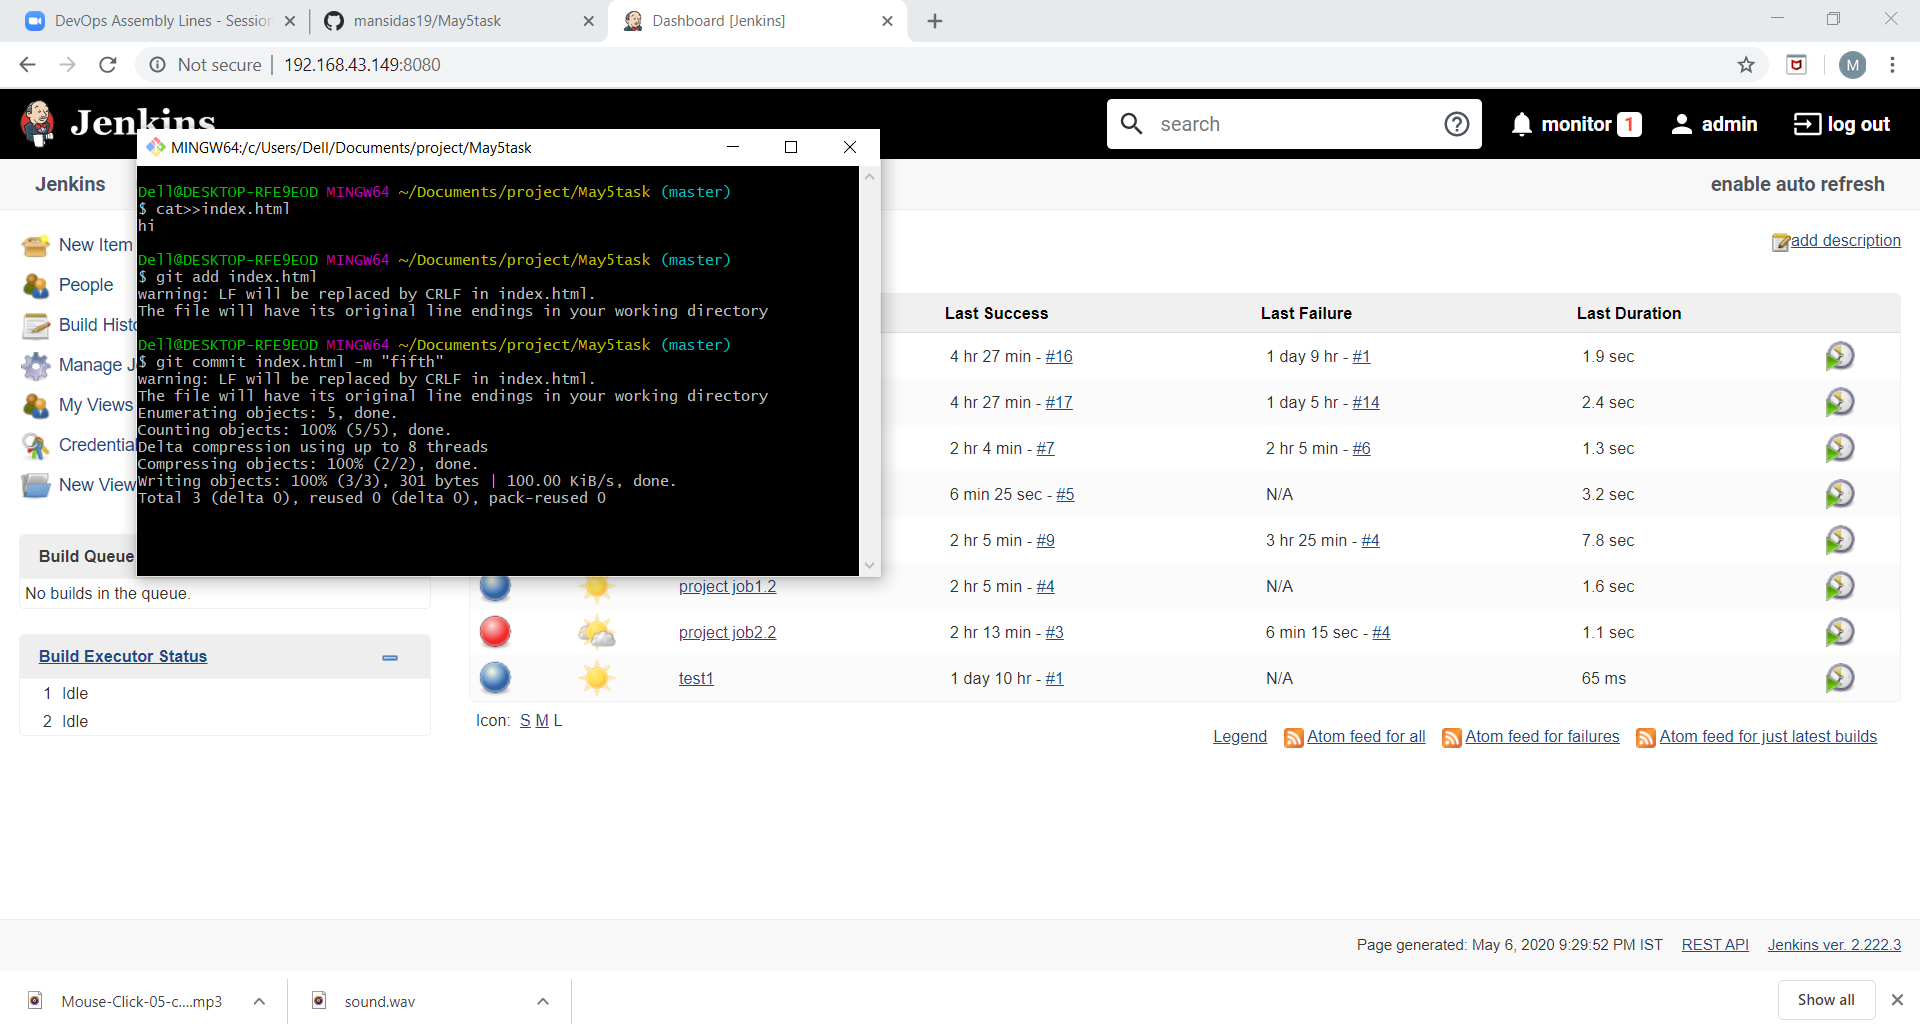 DevOps Assembly Lines - Session
mansidas19/May5task
Dashboard [Jenkins]
Not secure
192.168.43.149:8080
M
Jenkins
search
monitor 1
admin
log out
Jenkins
enable auto refresh
New Item
People
Build Histo
Manage J
My Views
Credential
New View
MINGW64:/c/Users/Dell/Documents/project/May5task
Dell@DESKTOP-RFE9EOD MINGW64 ~/Documents/project/May5task (master)
$ cat>>index.html
hi
Dell@DESKTOP-RFE9EOD MINGW64 ~/Documents/project/May5task (master)
$ git add index.html
warning: LF will be replaced by CRLF in index.html.
The file will have its original line endings in your working directory
Dell@DESKTOP-RFE9EOD MINGW64 ~/Documents/project/May5task (master)
$ git commit index.html -m "fifth"
warning: LF will be replaced by CRLF in index.html.
The file will have its original line endings in your working directory
Enumerating objects: 5, done.
Counting objects: 100% (5/5), done.
Delta compression using up to 8 threads
Compressing objects: 100% (2/2), done.
Writing objects: 100% (3/3), 301 bytes | 100.00 KiB/s, done.
Total 3 (delta 0), reused 0 (delta 0), pack-reused 0
add description
Last Success Last Failure Last Duration
4 hr 27 min - #16 1 day 9 hr - #1 1.9 sec
4 hr 27 min - #17 1 day 5 hr - #14 2.4 sec
2 hr 4 min - #7 2 hr 5 min - #6 1.3 sec
6 min 25 sec - #5 N/A 3.2 sec
2 hr 5 min - #9 3 hr 25 min - #4 7.8 sec
project job1.2 2 hr 5 min - #4 N/A 1.6 sec
project job2.2 2 hr 13 min - #3 6 min 15 sec - #4 1.1 sec
test1 1 day 10 hr - #1 N/A 65 ms
Build Queue
No builds in the queue.
Build Executor Status
1 Idle
2 Idle
Icon: S M L
Legend Atom feed for all Atom feed for failures Atom feed for just latest builds
Page generated: May 6, 2020 9:29:52 PM IST REST API Jenkins ver. 2.222.3
Mouse-Click-05-c....mp3
sound.wav
Show all